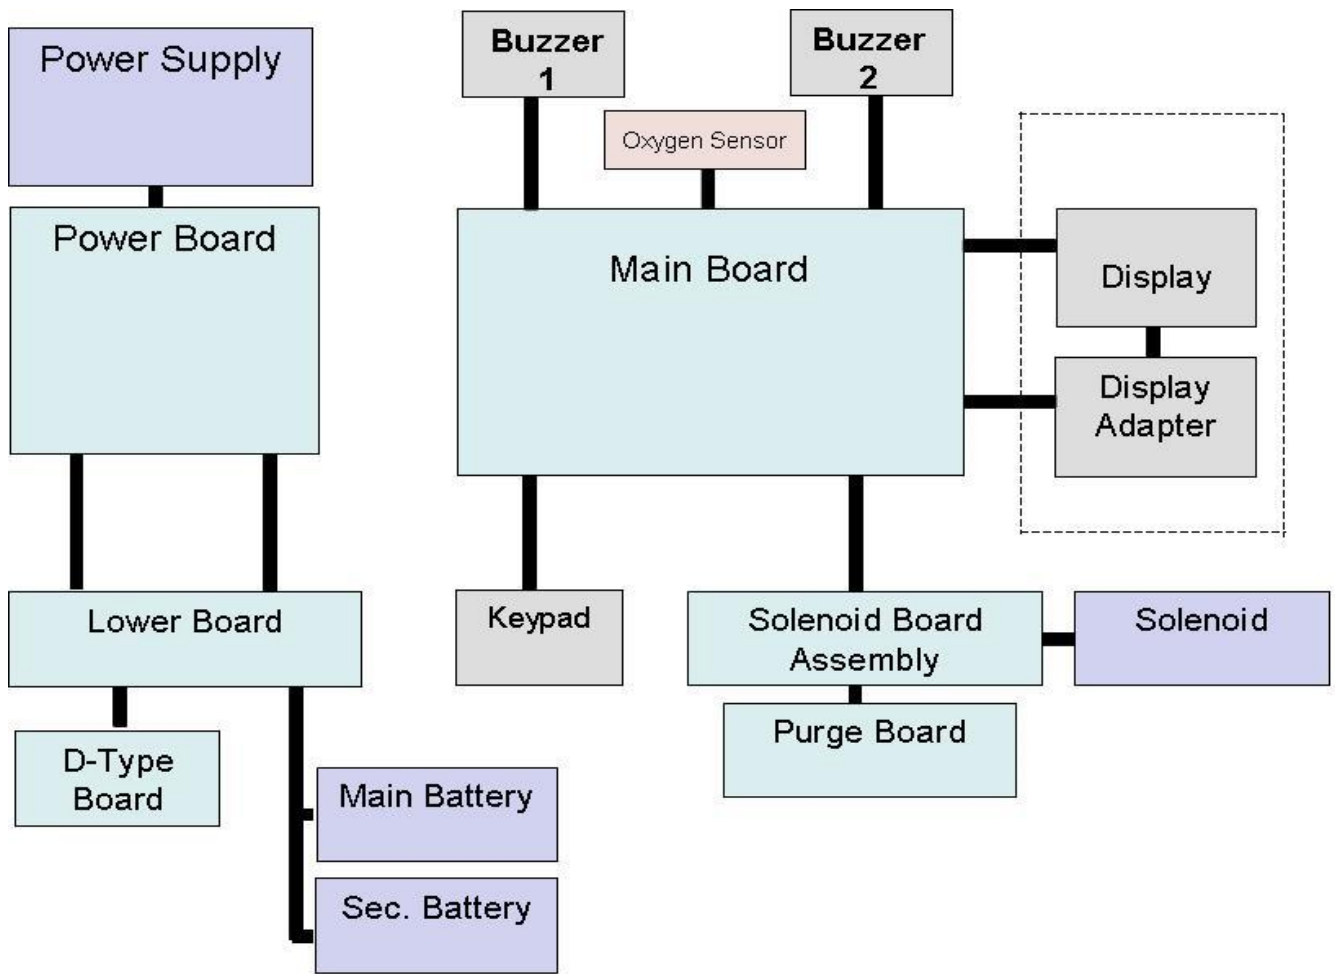 Power Supply
Power Board
Lower Board
D-Type
Board
Main Battery
Sec. Battery
Buzzer
1
Buzzer
2
Oxygen Sensor
Main Board
Display
Display
Adapter
Keypad
Solenoid Board
Assembly
Solenoid
Purge Board